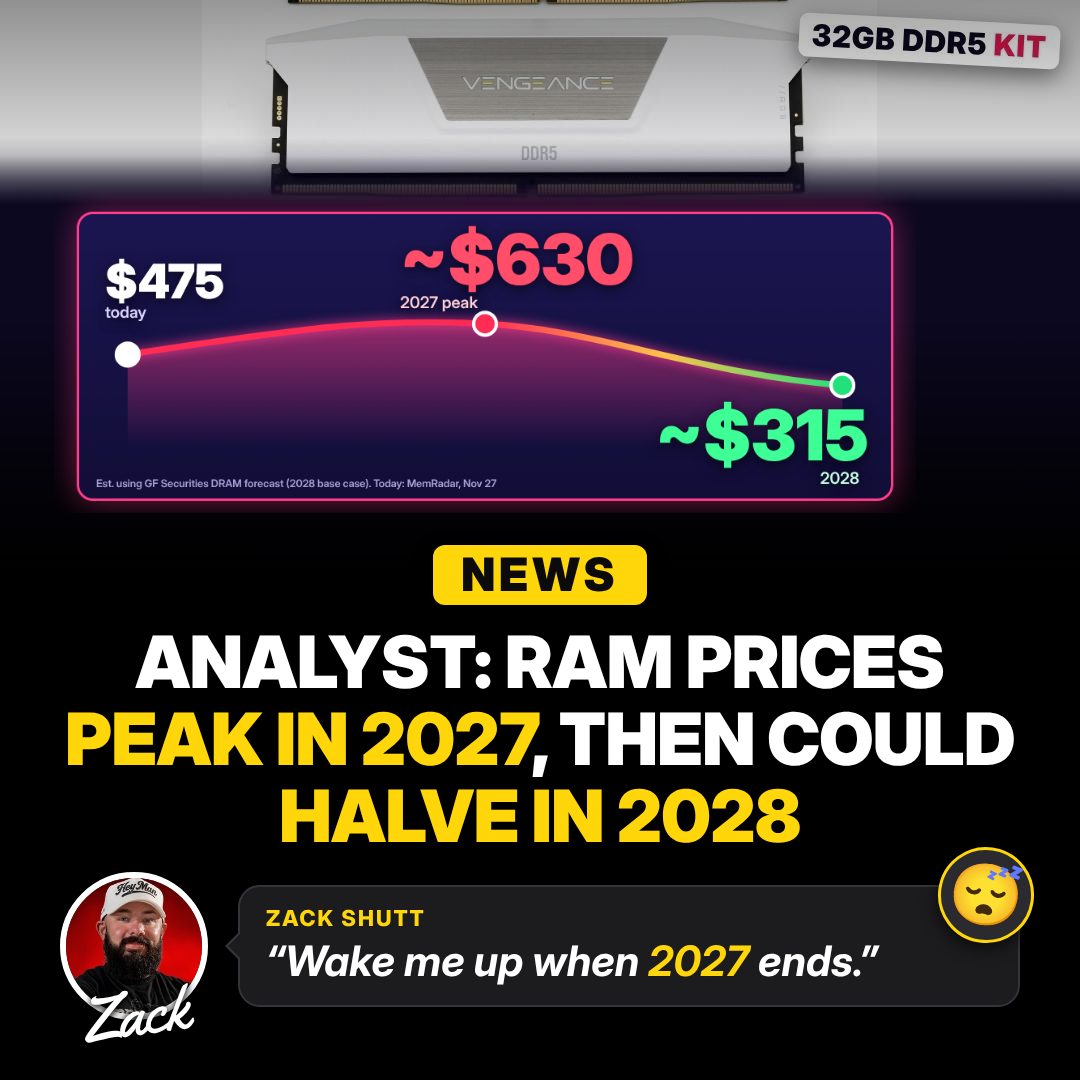 32GB DDR5 KIT
VENGEANCE
DDR5
~$630
$475
2027 peak
today
~$315
2028
Est. using GF Securities DRAM forecast (2028 base case). Today: MemRadar, Nov 27
NEWS
ANALYST: RAM PRICES
PEAK IN 2027, THEN COULD
HALVE IN 2028
Hey Man
ZACK SHUTT
“Wake me up when 2027 ends.”
Zack